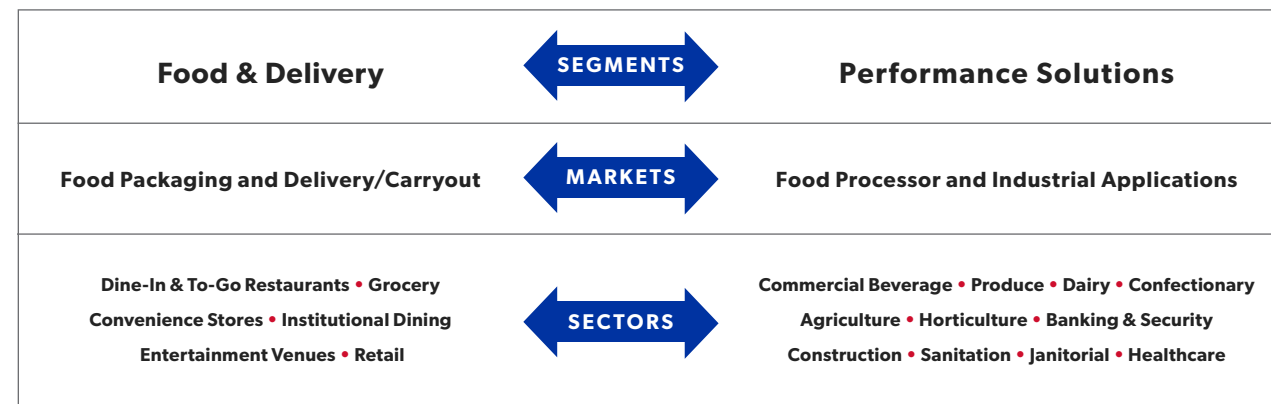 Food & Delivery
SEGMENTS
Performance Solutions
Food Packaging and Delivery/Carryout
MARKETS
Food Processor and Industrial Applications
Dine-In & To-Go Restaurants • Grocery
Convenience Stores • Institutional Dining
Entertainment Venues • Retail
SECTORS
Commercial Beverage • Produce • Dairy • Confectionary
Agriculture • Horticulture • Banking & Security
Construction • Sanitation • Janitorial • Healthcare